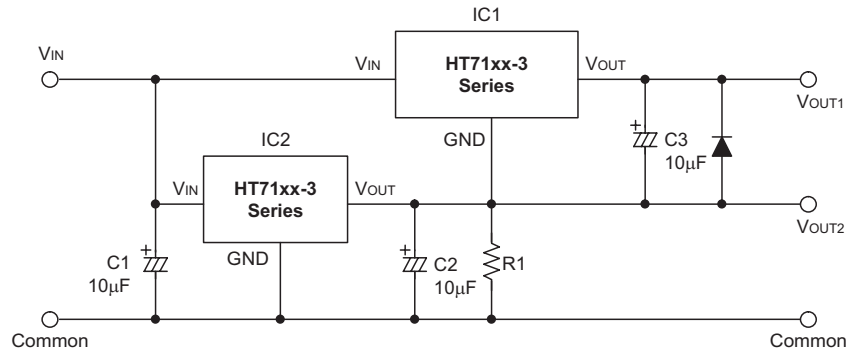 IC1
VIN
VIN
HT71xx-3
Series
VOUT
VOUT1
GND
C3
10μF
IC2
VIN
HT71xx-3
Series
VOUT
VOUT2
GND
C1
10μF
C2
10μF
R1
Common
Common